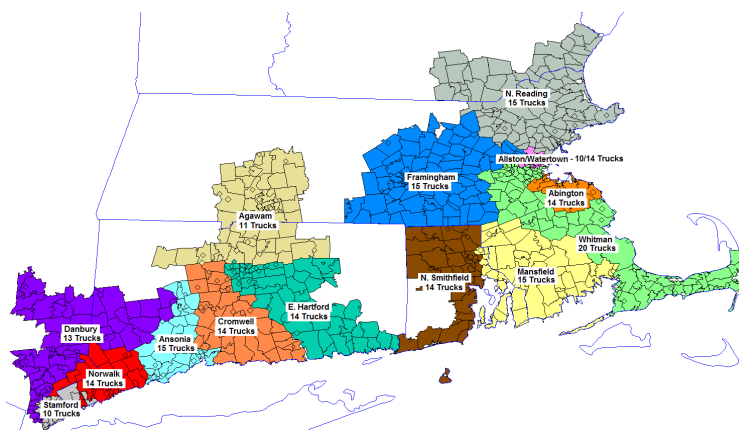 N. Reading
15 Trucks
Allston/Watertown - 10/14 Trucks
Framingham
15 Trucks
Abington
14 Trucks
Agawam
11 Trucks
Whitman
20 Trucks
N. Smithfield
14 Trucks
Mansfield
15 Trucks
E. Hartford
14 Trucks
Cromwell
14 Trucks
Danbury
13 Trucks
Ansonia
15 Trucks
Norwalk
14 Trucks
Stamford
10 Trucks